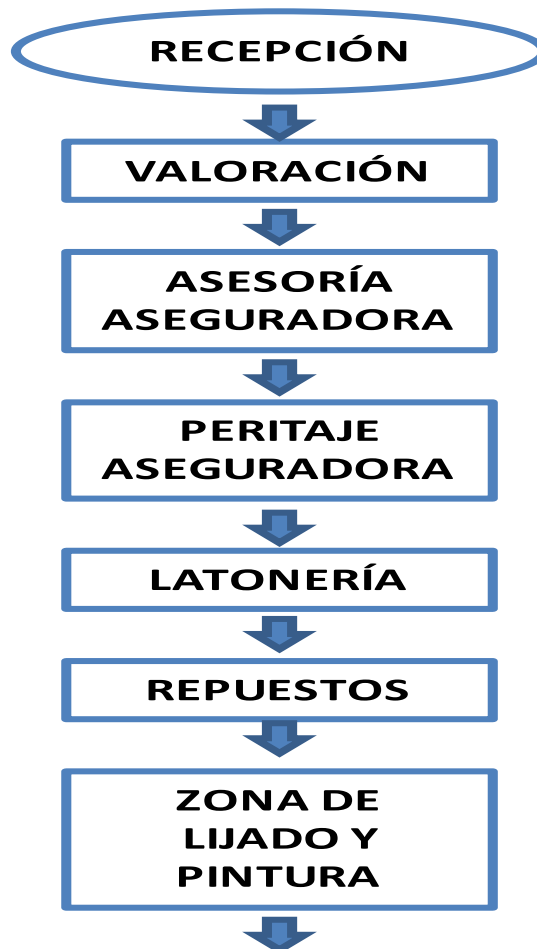 RECEPCIÓN
VALORACIÓN
ASESORÍA
ASEGURADORA
PERITAJE
ASEGURADORA
LATONERÍA
REPUESTOS
ZONA DE
LIJADO Y
PINTURA